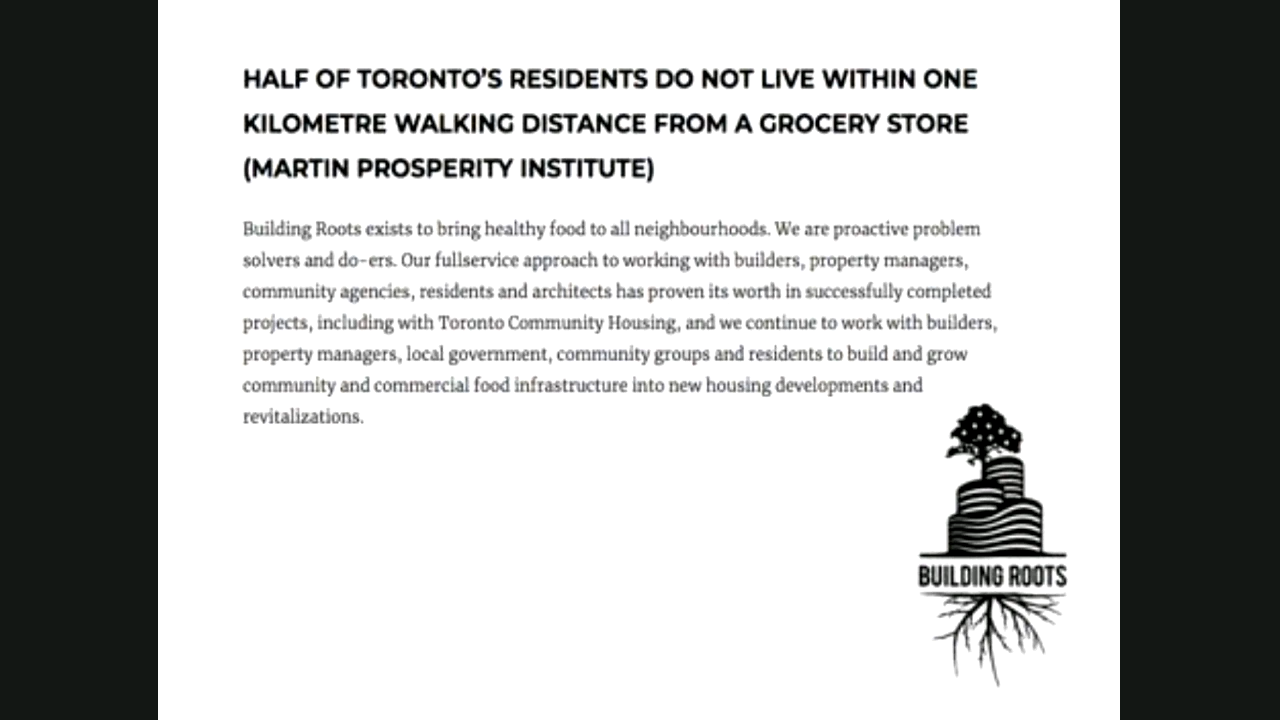 HALF OF TORONTO’S RESIDENTS DO NOT LIVE WITHIN ONE
KILOMETRE WALKING DISTANCE FROM A GROCERY STORE
(MARTIN PROSPERITY INSTITUTE)
Building Roots exists to bring healthy food to all neighbourhoods. We are proactive problem
solvers and do-ers. Our fullservice approach to working with builders, property managers,
community agencies, residents and architects has proven its worth in successfully completed
projects, including with Toronto Community Housing, and we continue to work with builders,
property managers, local government, community groups and residents to build and grow
community and commercial food infrastructure into new housing developments and
revitalizations.
BUILDING ROOTS